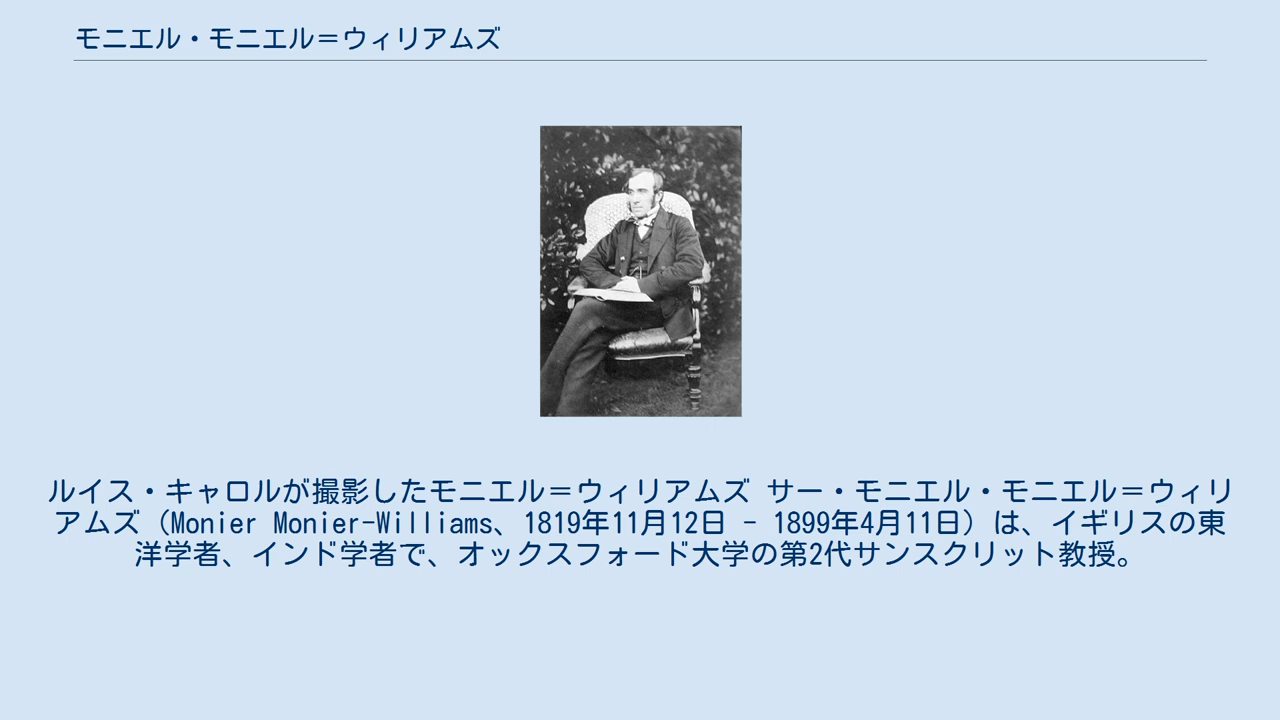 モニエル・モニエル＝ウィリアムズ
ルイス・キャロルが撮影したモニエル＝ウィリアムズ サー・モニエル・モニエル＝ウィリ
アムズ（Monier Monier-Williams、1819年11月12日 - 1899年4月11日）は、イギリスの東
洋学者、インド学者で、オックスフォード大学の第2代サンスクリット教授。